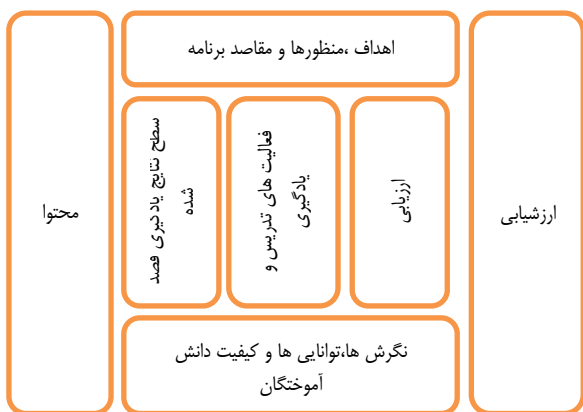 اهداف ،منظورها و مقاصد برنامه
ارزشیابی
ارزیابی
فعالیت های تدریس و
یادگیری
سطح نتایج یادگیری قصد
شده
محتوا
نگرش ها،توانایی ها و کیفیت دانش
آموختگان